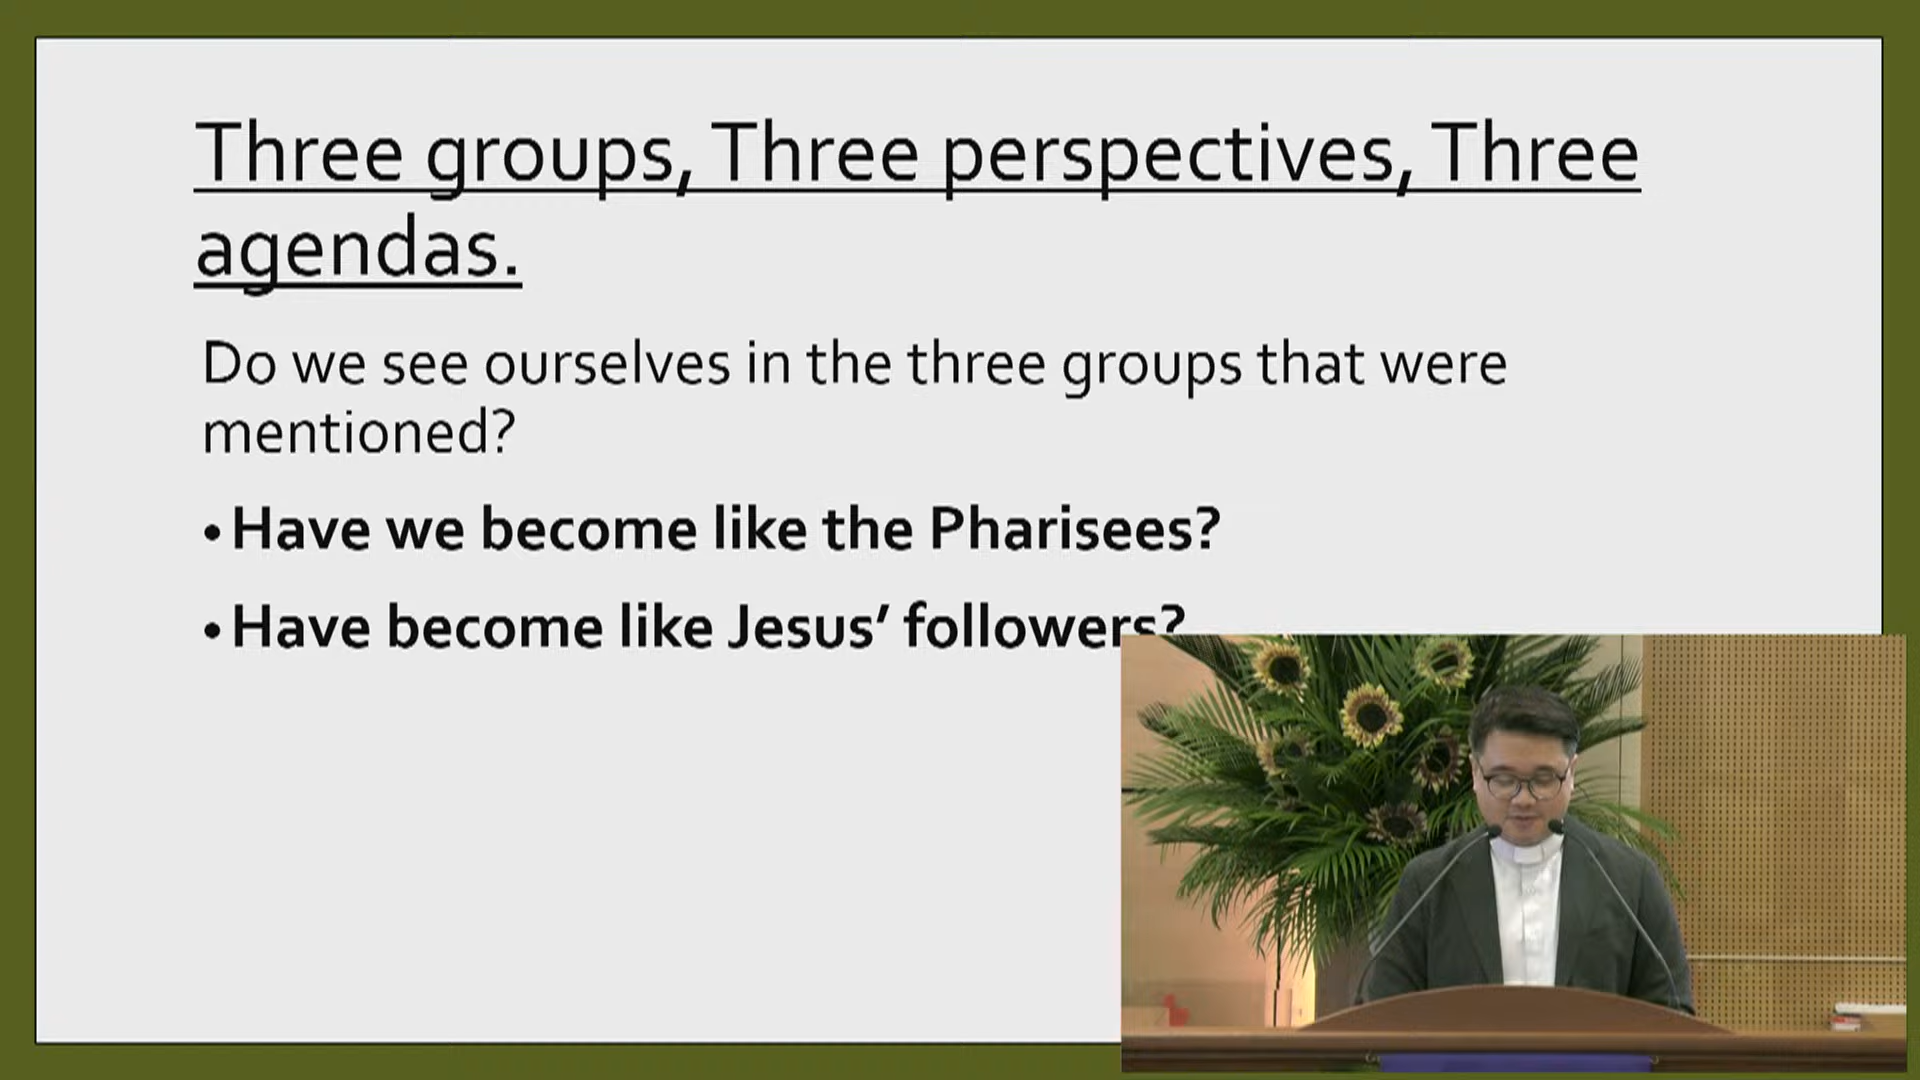 Three groups, Three perspectives, Three
agendas.
Do we see ourselves in the three groups that were
mentioned?
• Have we become like the Pharisees?
• Have become like Jesus’ followers?